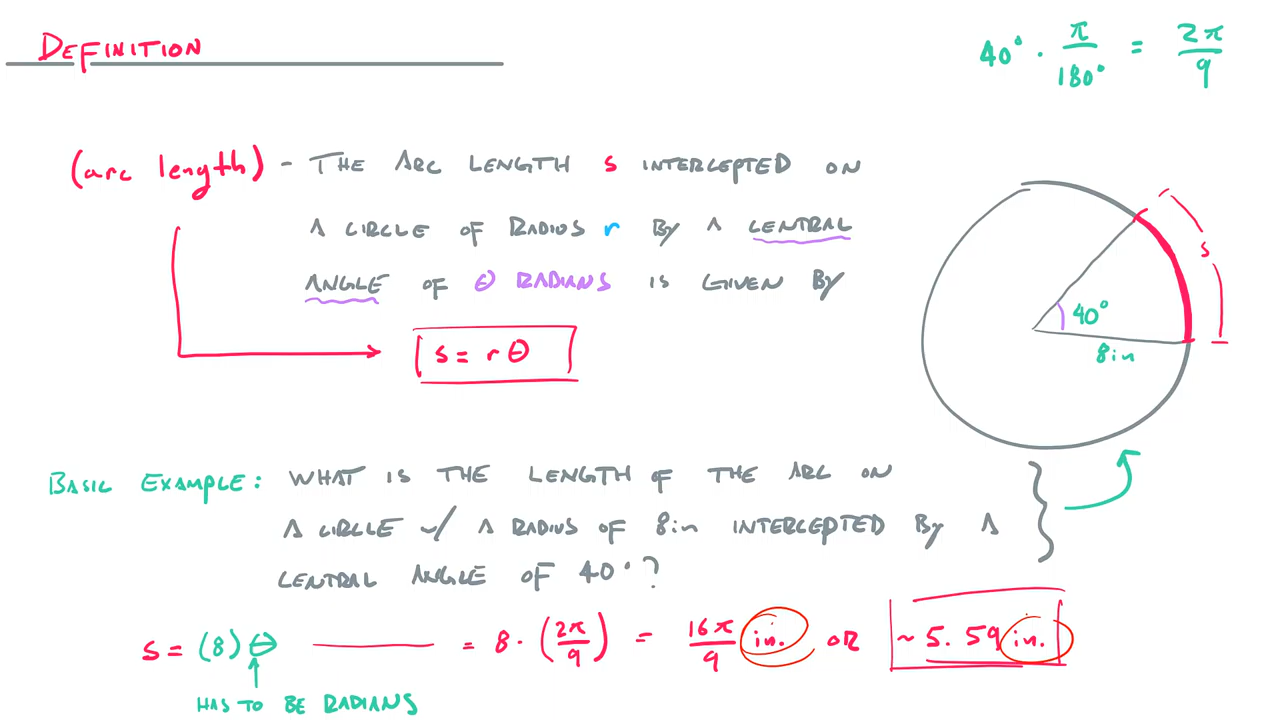 DEFINITION
40° · π/180° = 2π/9
(arc length) - THE ARC LENGTH s INTERCEPTED ON
A CIRCLE OF RADIUS r BY A CENTRAL
ANGLE OF θ RADIANS IS GIVEN BY
s = rθ
s
40°
8in
BASIC EXAMPLE: WHAT IS THE LENGTH OF THE ARC ON
A CIRCLE w/ A RADIUS OF 8in INTERCEPTED BY A
CENTRAL ANGLE OF 40°?
s = (8)θ = 8 · (2π/9) = 16π/9 in. OR ~5.59 in.
HAS TO BE RADIANS